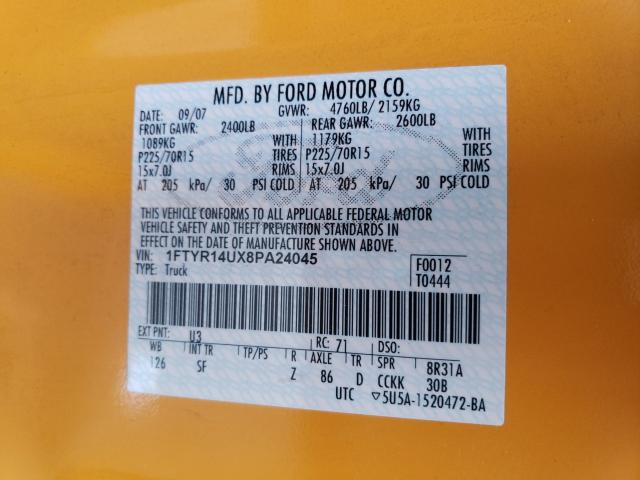 MFD. BY FORD MOTOR CO.
DATE: 09/07 GVWR: 4760LB/ 2159KG
FRONT GAWR: 2400LB REAR GAWR: 2600LB
1089KG WITH 1179KG WITH
P225/70R15 TIRES P225/70R15 TIRES
15x7.0J RIMS 15x7.0J RIMS
AT 205 kPa/ 30 PSI COLD AT 205 kPa/ 30 PSI COLD
THIS VEHICLE CONFORMS TO ALL APPLICABLE FEDERAL MOTOR
VEHICLE SAFETY AND THEFT PREVENTION STANDARDS IN
EFFECT ON THE DATE OF MANUFACTURE SHOWN ABOVE.
VIN: 1FTYR14UX8PA24045 F0012
TYPE: Truck T0444
EXT PNT: U3 RC: 71 DSO:
WB INT TR TP/PS R AXLE TR SPR 8R31A
126 SF Z 86 D CCKK 30B
UTC ▽5U5A-1520472-BA